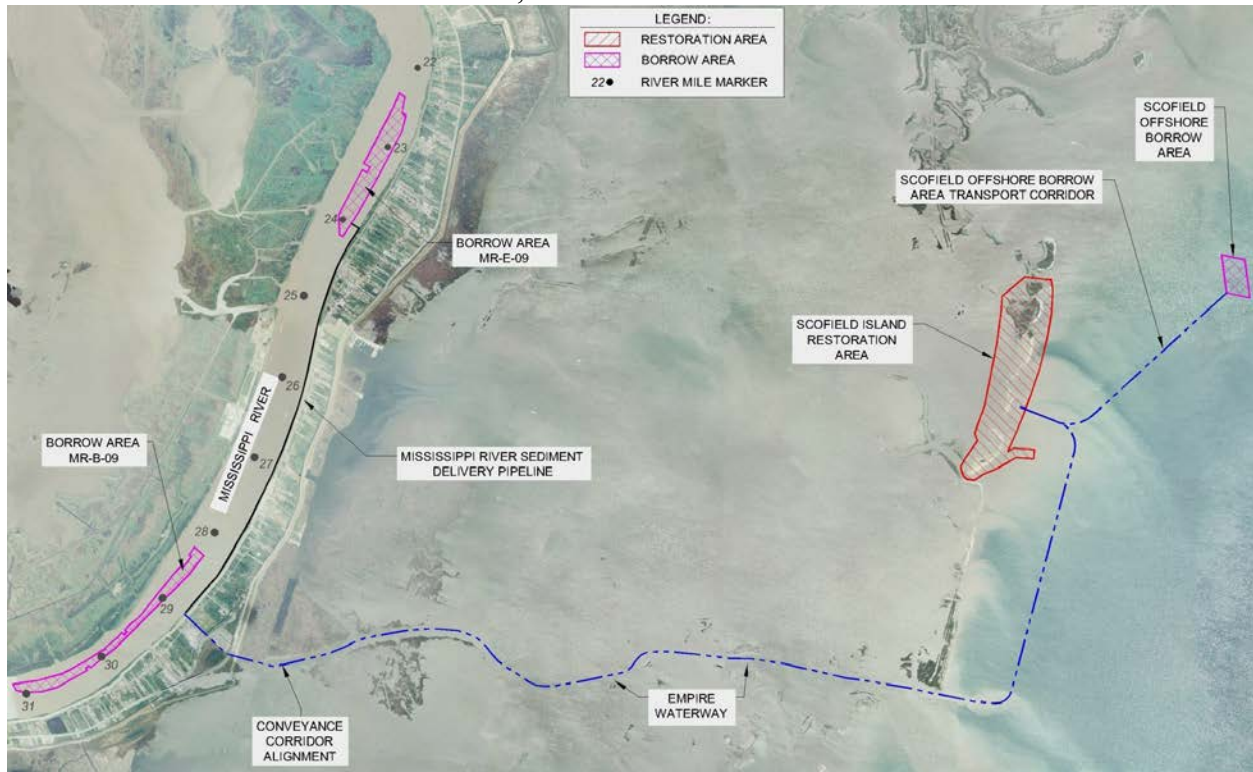 LEGEND:
RESTORATION AREA
BORROW AREA
22 RIVER MILE MARKER
22
23
24
25
26
27
28
29
30
31
SCOFIELD
OFFSHORE
BORROW
AREA
SCOFIELD OFFSHORE BORROW
AREA TRANSPORT CORRIDOR
BORROW AREA
MR-E-09
SCOFIELD ISLAND
RESTORATION
AREA
MISSISSIPPI RIVER
BORROW AREA
MR-B-09
MISSISSIPPI RIVER SEDIMENT
DELIVERY PIPELINE
EMPIRE
WATERWAY
CONVEYANCE
CORRIDOR
ALIGNMENT